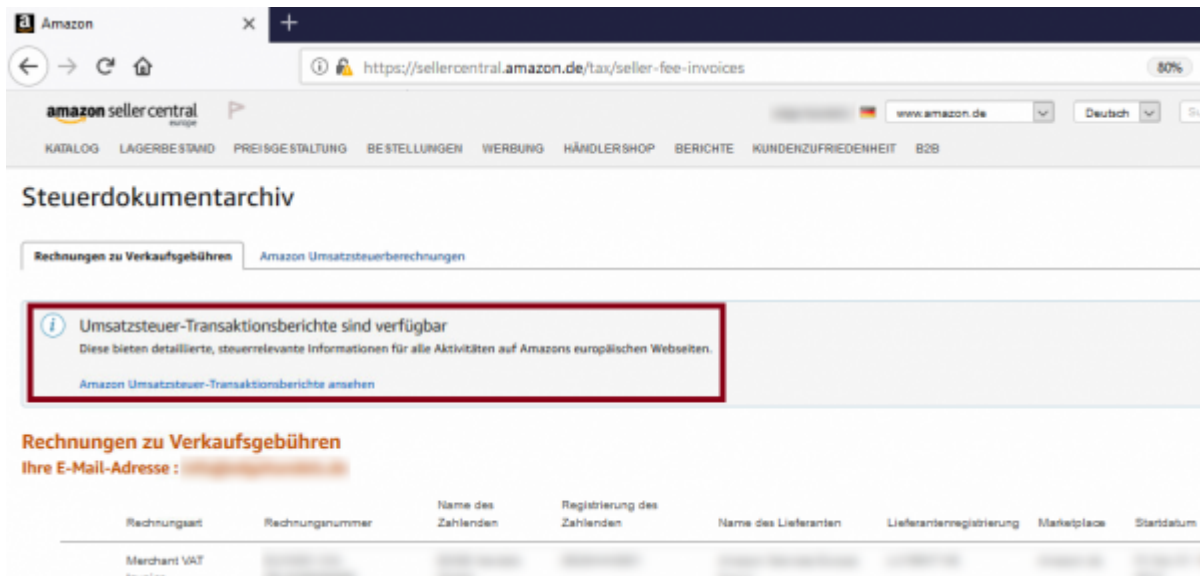 Amazon
https://sellercentral.amazon.de/tax/seller-fee-invoices
80%
amazon seller central
europe
www.amazon.de
Deutsch
Su
KATALOG LAGERBESTAND PREISGESTALTUNG BESTELLUNGEN WERBUNG HÄNDLERSHOP BERICHTE KUNDENZUFRIEDENHEIT B2B
Steuerdokumentarchiv
Rechnungen zu Verkaufsgebühren Amazon Umsatzsteuerberechnungen
Umsatzsteuer-Transaktionsberichte sind verfügbar
Diese bieten detaillierte, steuerrelevante Informationen für alle Aktivitäten auf Amazons europäischen Webseiten.
Amazon Umsatzsteuer-Transaktionsberichte ansehen
Rechnungen zu Verkaufsgebühren
Ihre E-Mail-Adresse :
Rechnungsart Rechnungsnummer Name des Zahlenden Registrierung des Zahlenden Name des Lieferanten Lieferantenregistrierung Marketplace Startdatum
Merchant VAT
Invoice